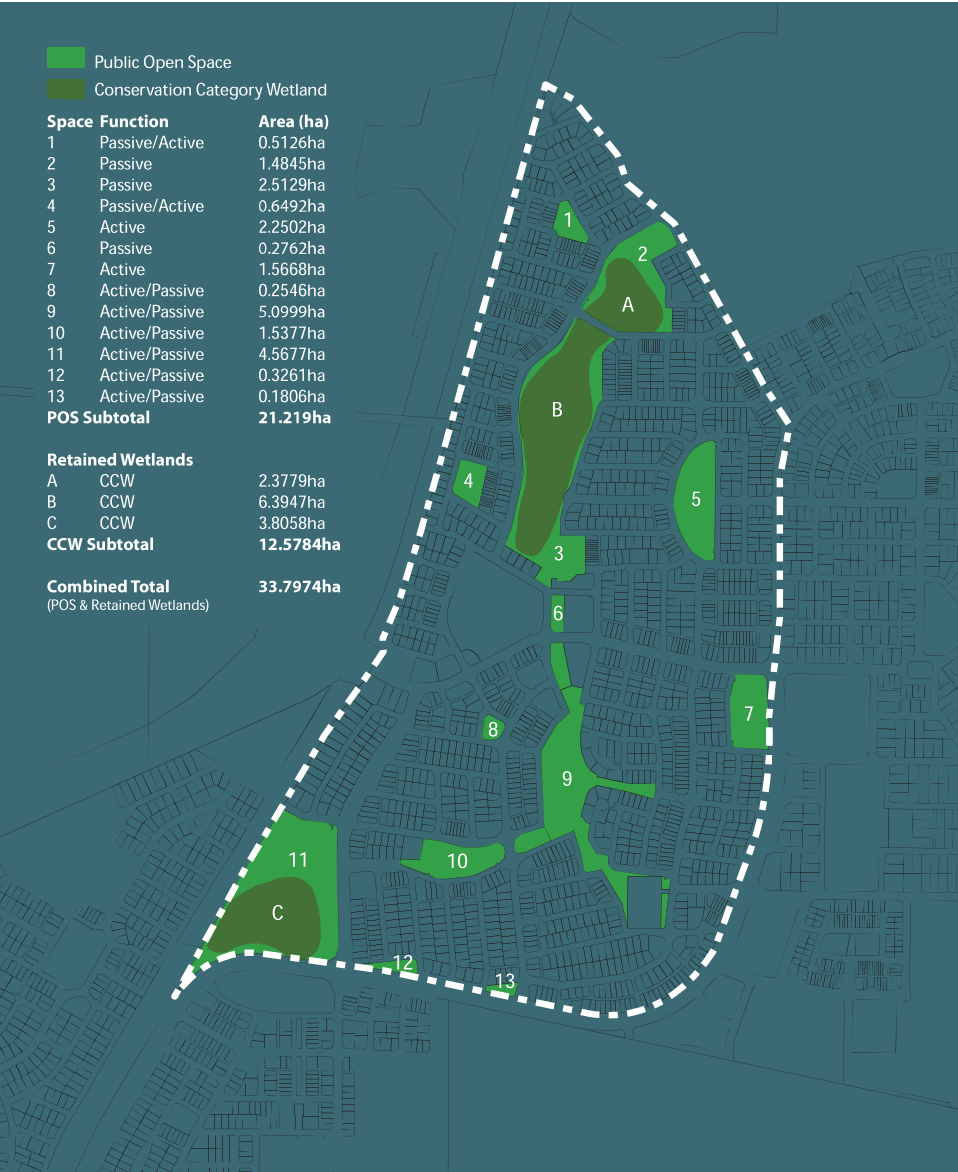 Public Open Space
Conservation Category Wetland
Space Function Area (ha)
1 Passive/Active 0.5126ha
2 Passive 1.4845ha
3 Passive 2.5129ha
4 Passive/Active 0.6492ha
5 Active 2.2502ha
6 Passive 0.2762ha
7 Active 1.5668ha
8 Active/Passive 0.2546ha
9 Active/Passive 5.0999ha
10 Active/Passive 1.5377ha
11 Active/Passive 4.5677ha
12 Active/Passive 0.3261ha
13 Active/Passive 0.1806ha
POS Subtotal 21.219ha
Retained Wetlands
A CCW 2.3779ha
B CCW 6.3947ha
C CCW 3.8058ha
CCW Subtotal 12.5784ha
Combined Total 33.7974ha
(POS & Retained Wetlands)
1
2
A
B
4
5
3
6
7
8
9
10
11
C
12
13